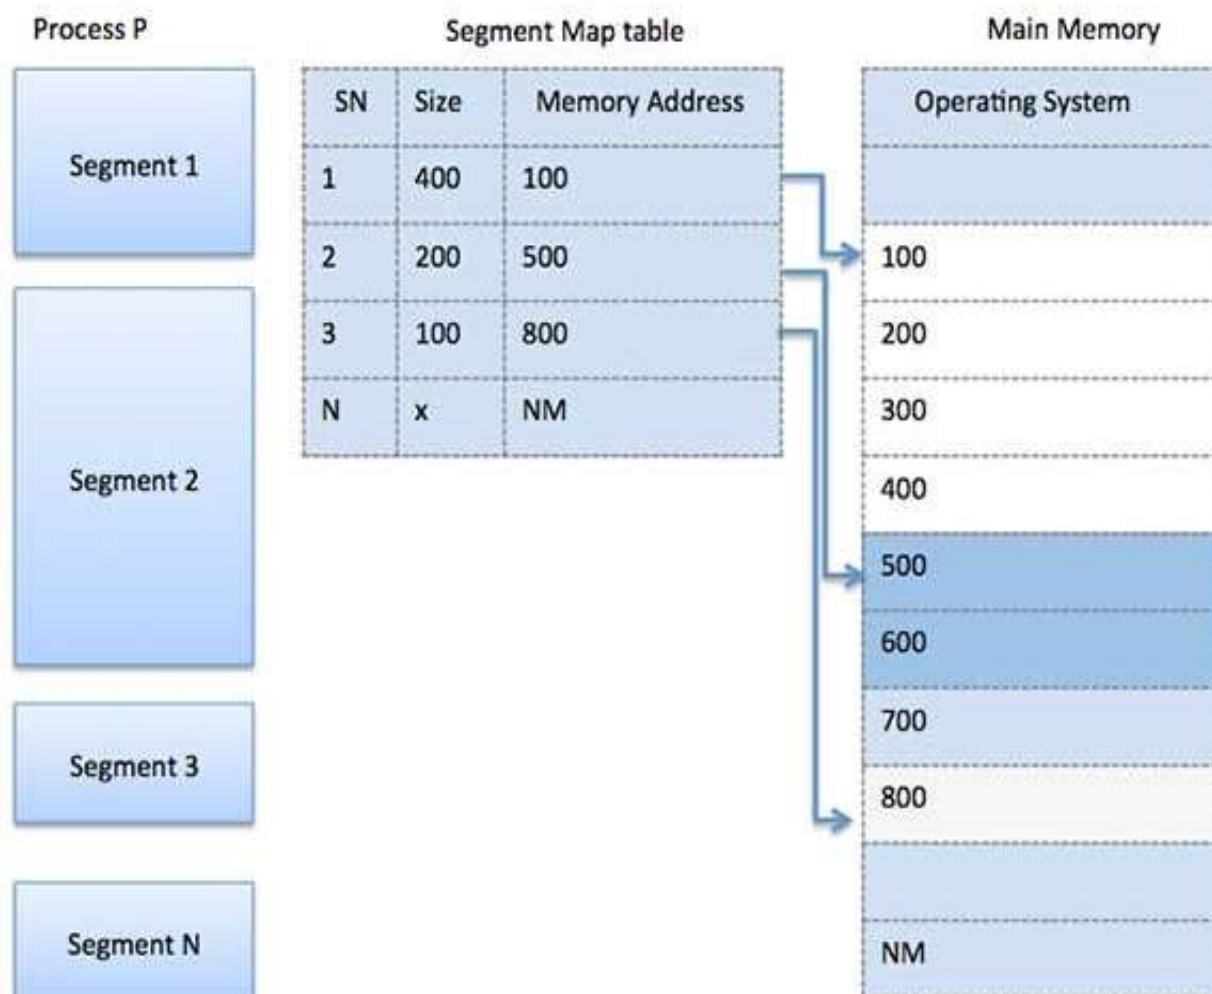 Process P
Segment Map table
Main Memory
Segment 1
Segment 2
Segment 3
Segment N
SN Size Memory Address
1 400 100
2 200 500
3 100 800
N x NM
Operating System
100
200
300
400
500
600
700
800
NM